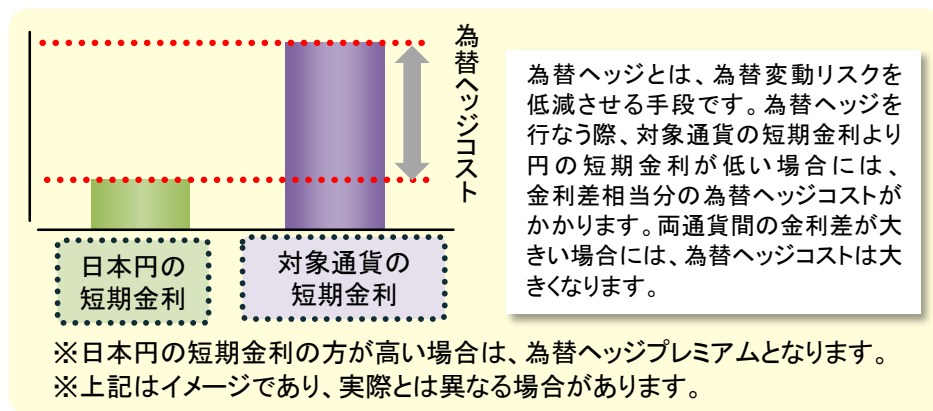 為替ヘッジコスト
日本円の
短期金利
対象通貨の
短期金利
為替ヘッジとは、為替変動リスクを
低減させる手段です。為替ヘッジを
行なう際、対象通貨の短期金利より
円の短期金利が低い場合には、
金利差相当分の為替ヘッジコストが
かかります。両通貨間の金利差が大
きい場合には、為替ヘッジコストは大
きくなります。
※日本円の短期金利の方が高い場合は、為替ヘッジプレミアムとなります。
※上記はイメージであり、実際とは異なる場合があります。